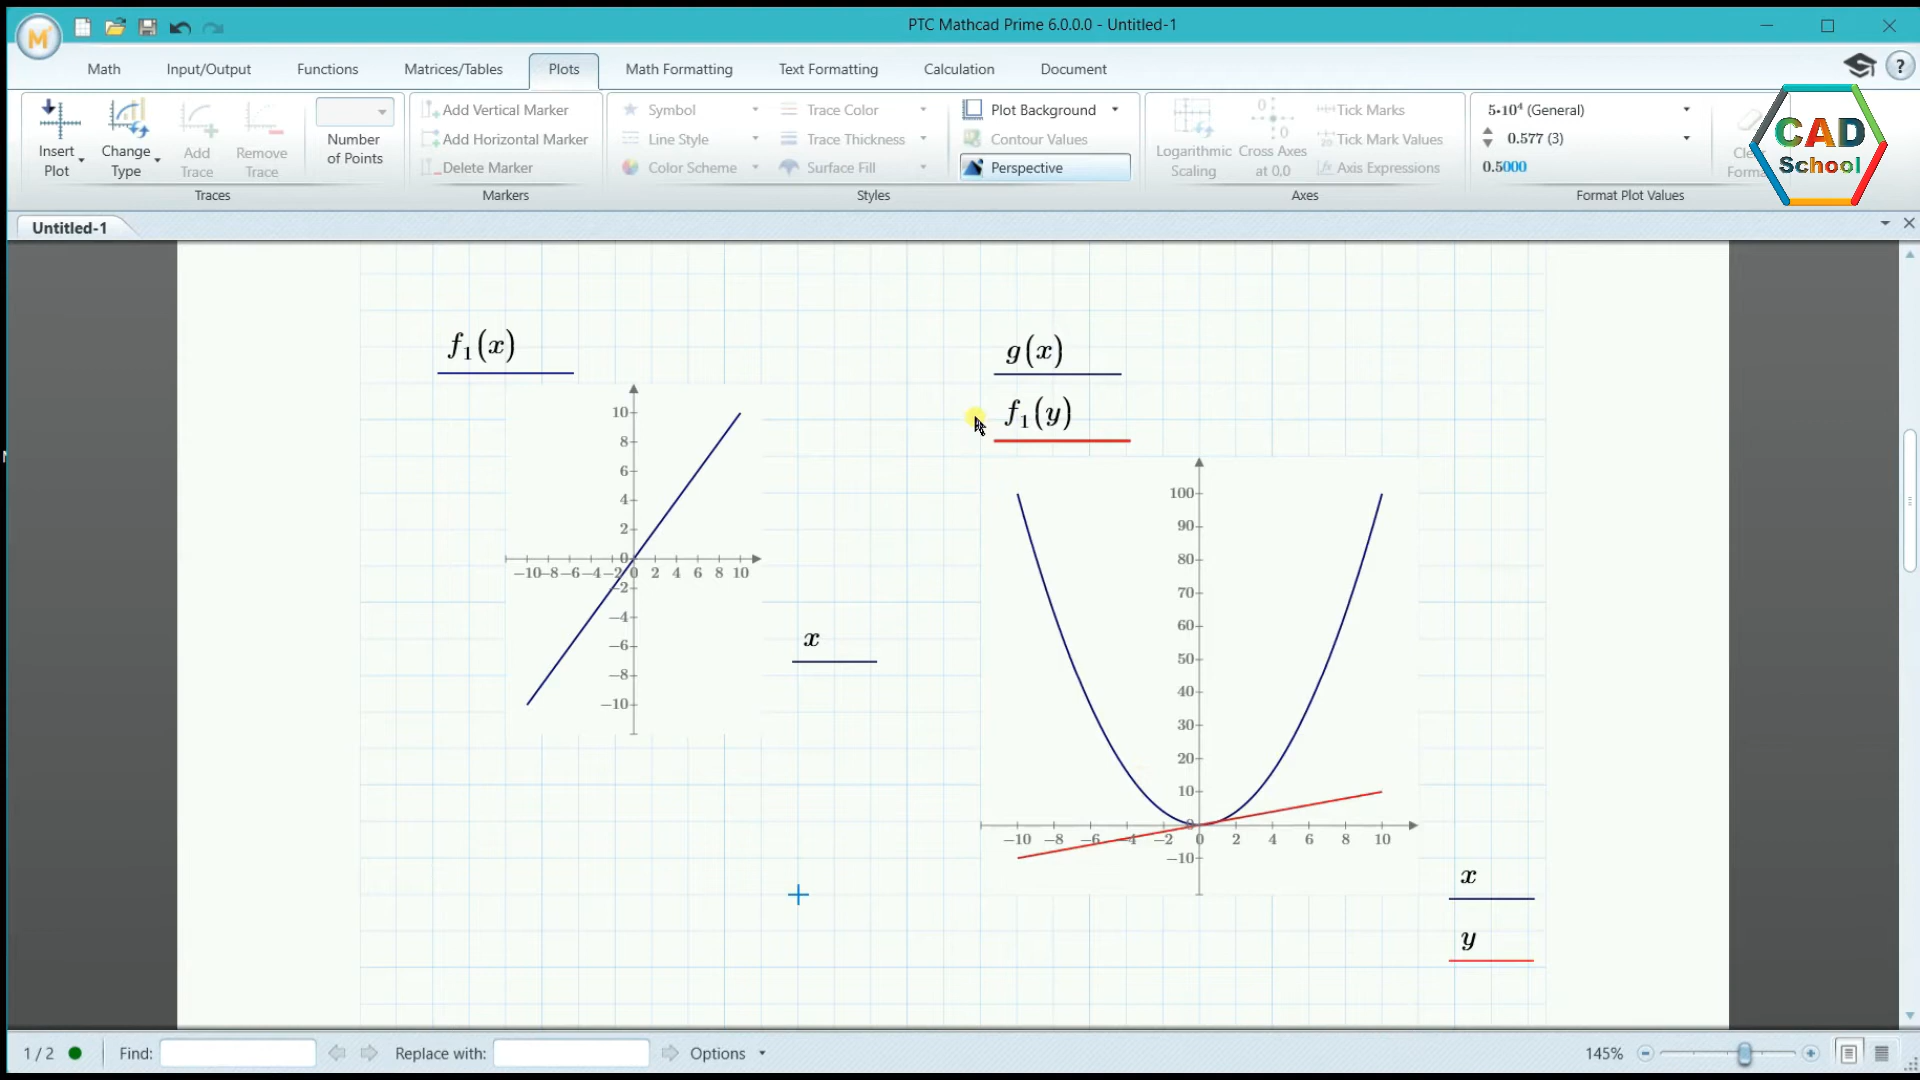 PTC Mathcad Prime 6.0.0.0 - Untitled-1
Math Input/Output Functions Matrices/Tables Plots Math Formatting Text Formatting Calculation Document
Insert Plot
Change Type
Add Trace
Remove Trace
Number of Points
Traces
Add Vertical Marker
Add Horizontal Marker
Delete Marker
Markers
Symbol
Line Style
Color Scheme
Trace Color
Trace Thickness
Surface Fill
Plot Background
Contour Values
Perspective
Styles
Logarithmic Scaling
Cross Axes at 0,0
Tick Marks
Tick Mark Values
Axis Expressions
Axes
5•10⁴ (General)
0.577 (3)
0.5000
Format Plot Values
CAD
School
Untitled-1
f₁(x)
10
8
6
4
2
0
−2
−4
−6
−8
−10
−10 −8 −6 −4 −2 0 2 4 6 8 10
x
g(x)
f₁(y)
100
90
80
70
60
50
40
30
20
10
0
−10
−10 −8 −6 −4 −2 0 2 4 6 8 10
x
y
1 / 2 Find: Replace with: Options 145%